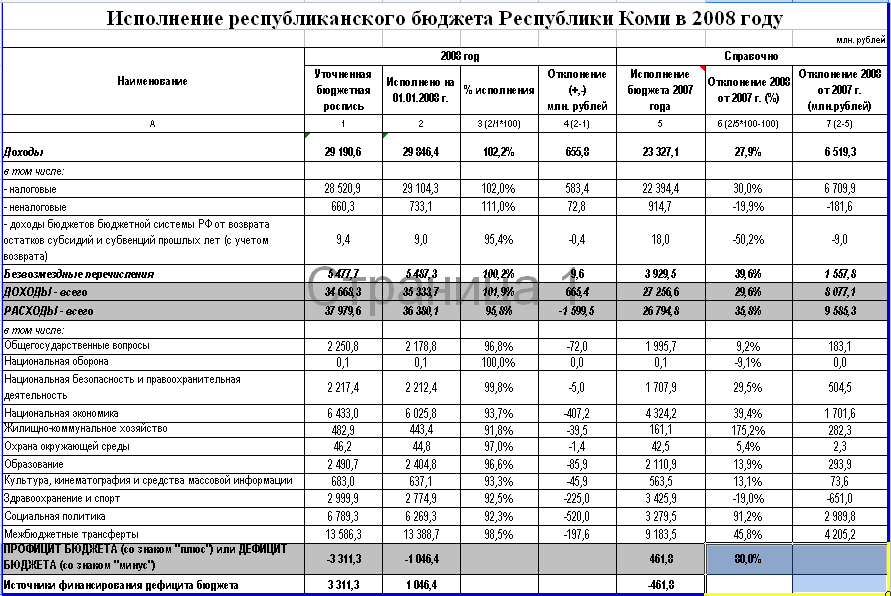 Исполнение республиканского бюджета Республики Коми в 2008 году
млн. рублей
Наименование 2008 год Справочно
Уточненная бюджетная роспись Исполнено на 01.01.2008 г. % исполнения Отклонение (+,-) млн. рублей Исполнение бюджета 2007 года Отклонение 2008 от 2007 г. (%) Отклонение 2008 от 2007 г. (млн.рублей)
А 1 2 3 (2/1*100) 4 (2-1) 5 6 (2/5*100-100) 7 (2-5)
Доходы 29 190,6 29 846,4 102,2% 655,8 23 327,1 27,9% 6 519,3
в том числе:
- налоговые 28 520,9 29 104,3 102,0% 583,4 22 394,4 30,0% 6 709,9
- неналоговые 660,3 733,1 111,0% 72,8 914,7 -19,9% -181,6
- доходы бюджетов бюджетной системы РФ от возврата
остатков субсидий и субвенций прошлых лет (с учетом
возврата) 9,4 9,0 95,4% -0,4 18,0 -50,2% -9,0
Безвозмездные перечисления 5 477,7 5 487,3 100,2% 9,6 3 929,5 39,6% 1 557,8
ДОХОДЫ - всего 34 668,3 35 333,7 101,9% 665,4 27 256,6 29,6% 8 077,1
Страница 1
РАСХОДЫ - всего 37 979,6 36 380,1 95,8% -1 599,5 26 794,8 35,8% 9 585,3
в том числе:
Общегосударственные вопросы 2 250,8 2 178,8 96,8% -72,0 1 995,7 9,2% 183,1
Национальная оборона 0,1 0,1 100,0% 0,0 0,1 -9,1% 0,0
Национальная безопасность и правоохранительная
деятельность 2 217,4 2 212,4 99,8% -5,0 1 707,9 29,5% 504,5
Национальная экономика 6 433,0 6 025,8 93,7% -407,2 4 324,2 39,4% 1 701,6
Жилищно-коммунальное хозяйство 482,9 443,4 91,8% -39,5 161,1 175,2% 282,3
Охрана окружающей среды 46,2 44,8 97,0% -1,4 42,5 5,4% 2,3
Образование 2 490,7 2 404,8 96,6% -85,9 2 110,9 13,9% 293,9
Культура, кинематография и средства массовой информации 683,0 637,1 93,3% -45,9 563,5 13,1% 73,6
Здравоохранение и спорт 2 999,9 2 774,9 92,5% -225,0 3 425,9 -19,0% -651,0
Социальная политика 6 789,3 6 269,3 92,3% -520,0 3 279,5 91,2% 2 989,8
Межбюджетные трансферты 13 586,3 13 388,7 98,5% -197,6 9 183,5 45,8% 4 205,2
ПРОФИЦИТ БЮДЖЕТА (со знаком "плюс") или ДЕФИЦИТ
БЮДЖЕТА (со знаком "минус") -3 311,3 -1 046,4 461,8 80,0%
Источники финансирования дефицита бюджета 3 311,3 1 046,4 -461,8